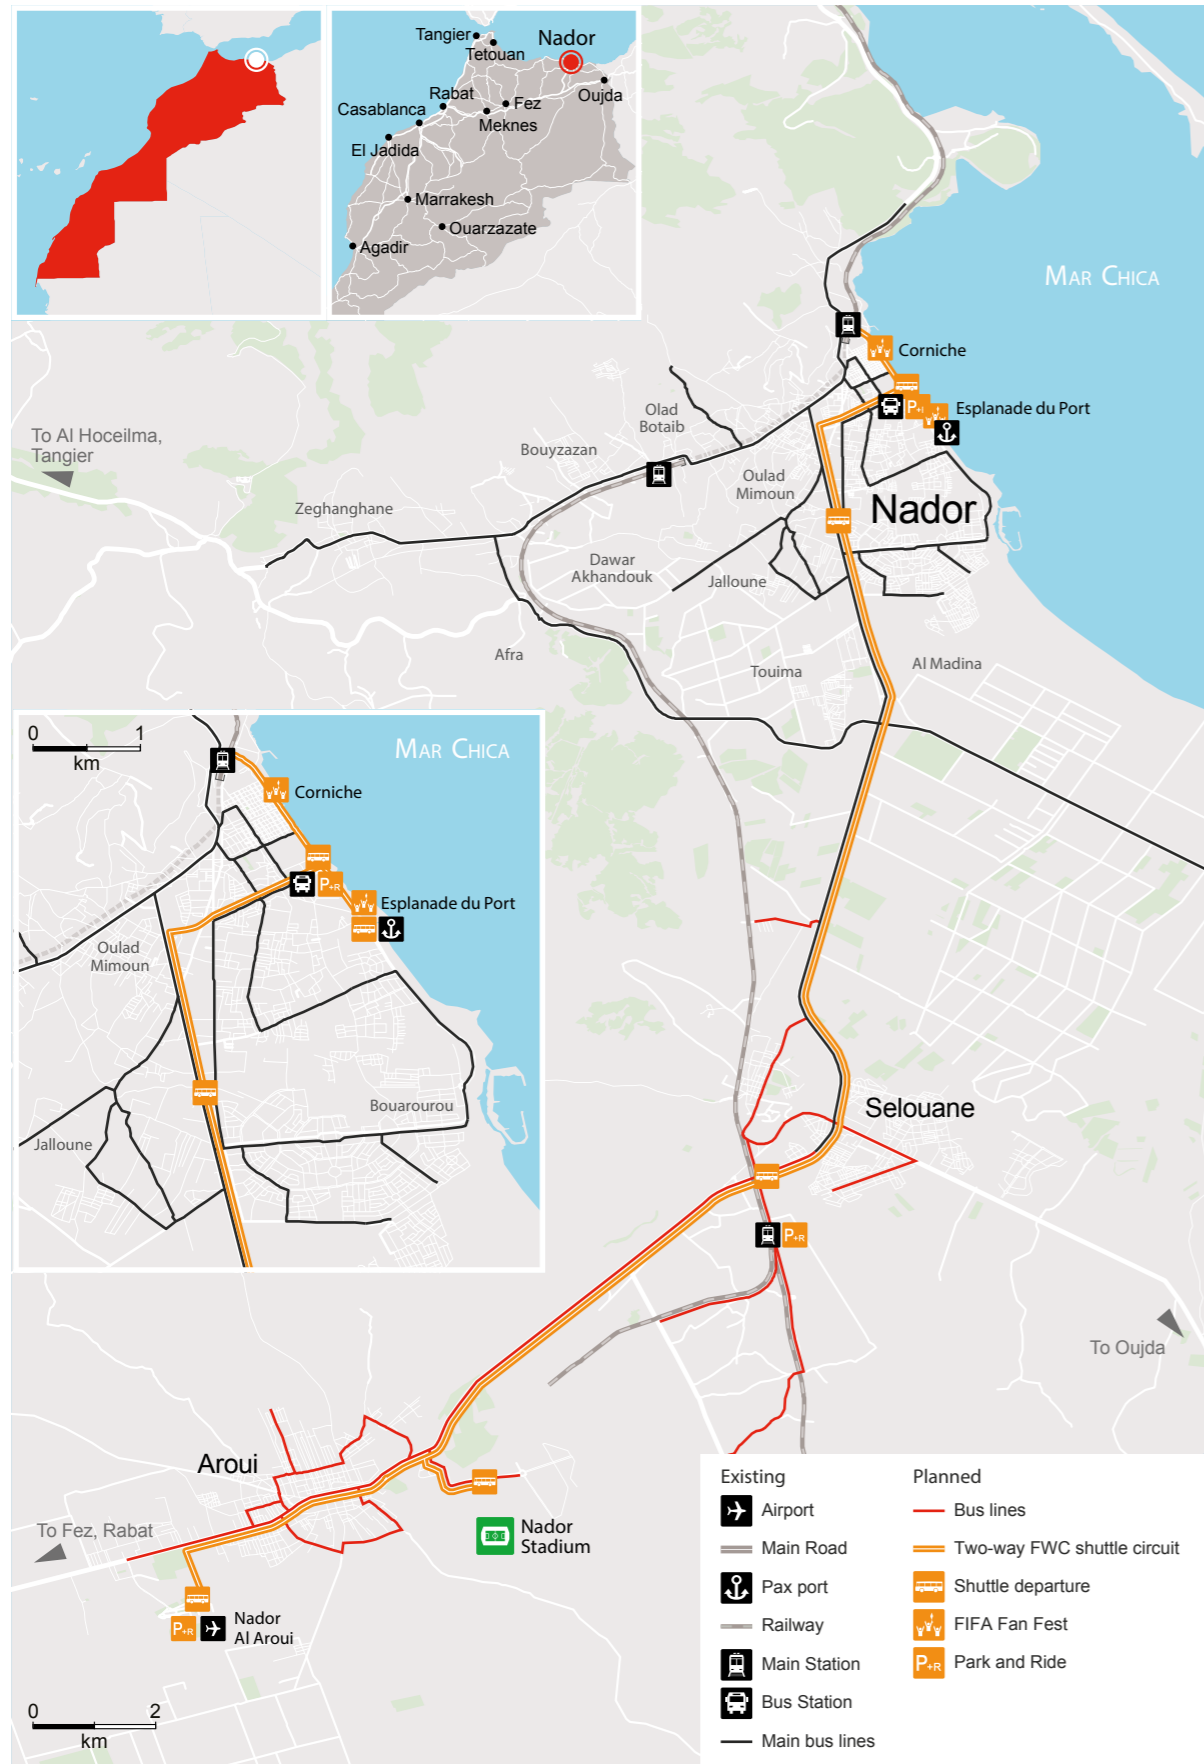 Tangier
Tetouan
Nador
Oujda
Rabat
Fez
Casablanca
Meknes
El Jadida
Marrakesh
Ouarzazate
Agadir
MAR CHICA
Corniche
Esplanade du Port
P+R
To Al Hoceilma,
Tangier
Olad
Botaib
Bouyzazan
Oulad
Mimoun
Nador
Zeghanghane
Dawar
Akhandouk
Jalloune
Afra
Touima
Al Madina
0 1
km
MAR CHICA
Corniche
P+R
Esplanade du Port
Oulad
Mimoun
Bouarourou
Jalloune
Selouane
P+R
To Oujda
Aroui
To Fez, Rabat
Nador
Stadium
P+R
Nador
Al Aroui
0 2
km
Existing
Airport
Main Road
Pax port
Railway
Main Station
Bus Station
Main bus lines
Planned
Bus lines
Two-way FWC shuttle circuit
Shuttle departure
FIFA Fan Fest
P+R
Park and Ride